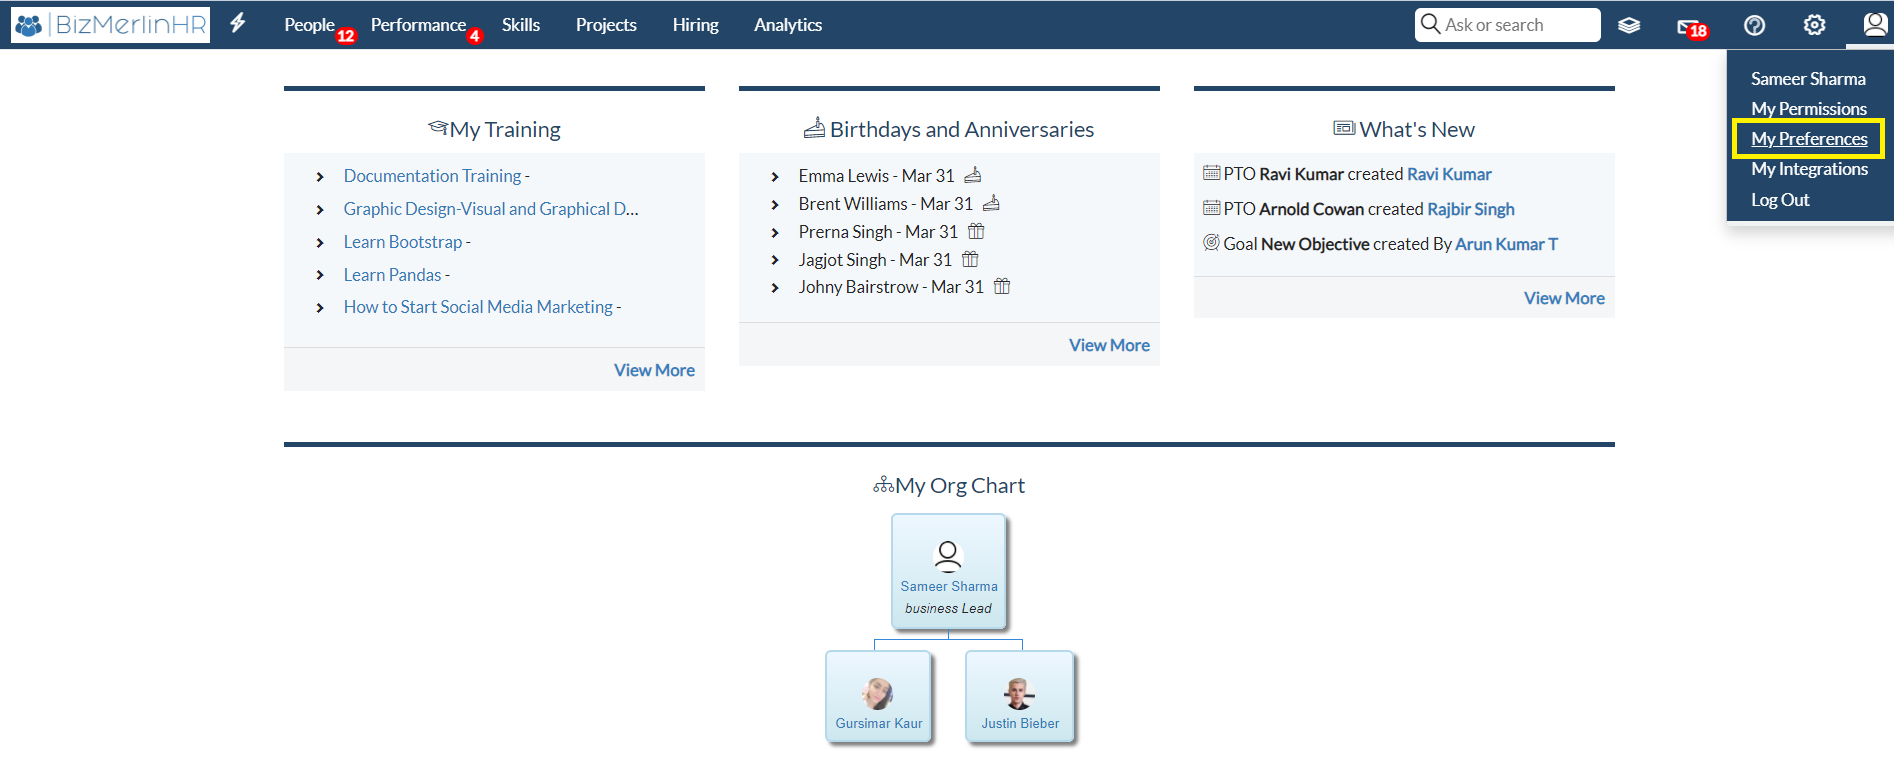 BizMerlinHR
People 12
Performance 4
Skills
Projects
Hiring
Analytics
Ask or search
18
Sameer Sharma
My Permissions
My Preferences
My Integrations
Log Out
My Training
Documentation Training -
Graphic Design-Visual and Graphical D...
Learn Bootstrap -
Learn Pandas -
How to Start Social Media Marketing -
View More
Birthdays and Anniversaries
Emma Lewis - Mar 31
Brent Williams - Mar 31
Prerna Singh - Mar 31
Jagjot Singh - Mar 31
Johny Bairstrow - Mar 31
View More
What's New
PTO Ravi Kumar created Ravi Kumar
PTO Arnold Cowan created Rajbir Singh
Goal New Objective created By Arun Kumar T
View More
My Org Chart
Sameer Sharma
business Lead
Gursimar Kaur
Justin Bieber